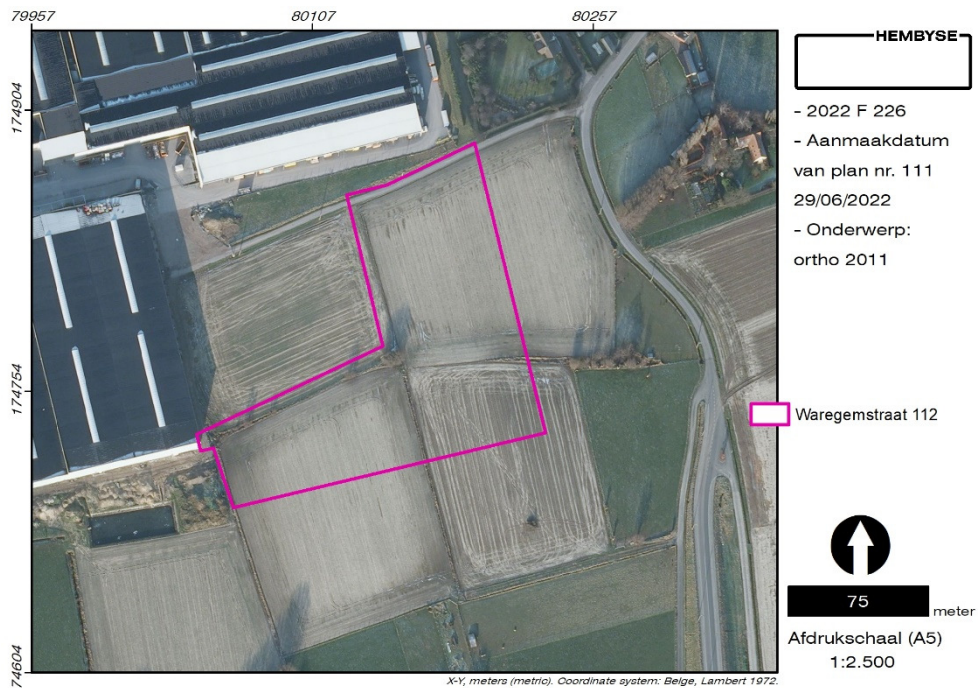 79957
80107
80257
174904
174754
74604
HEMBYSE
- 2022 F 226
- Aanmaakdatum
van plan nr. 111
29/06/2022
- Onderwerp:
ortho 2011
Waregemstraat 112
75
meter
Afdrukschaal (A5)
1:2.500
X-Y, meters (metric). Coordinate system: Belge, Lambert 1972.